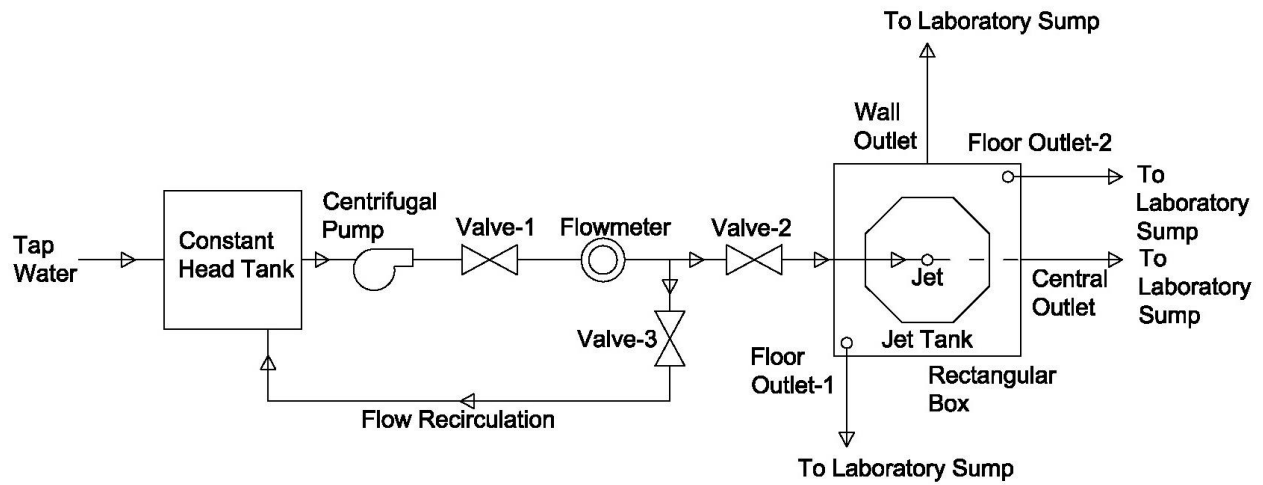 To Laboratory Sump
Wall
Outlet
Floor Outlet-2
To
Laboratory
Sump
Centrifugal
Pump
Valve-1
Flowmeter
Valve-2
Tap
Water
Constant
Head Tank
Jet
Central
Outlet
To
Laboratory
Sump
Valve-3
Jet Tank
Floor
Outlet-1
Rectangular
Box
Flow Recirculation
To Laboratory Sump